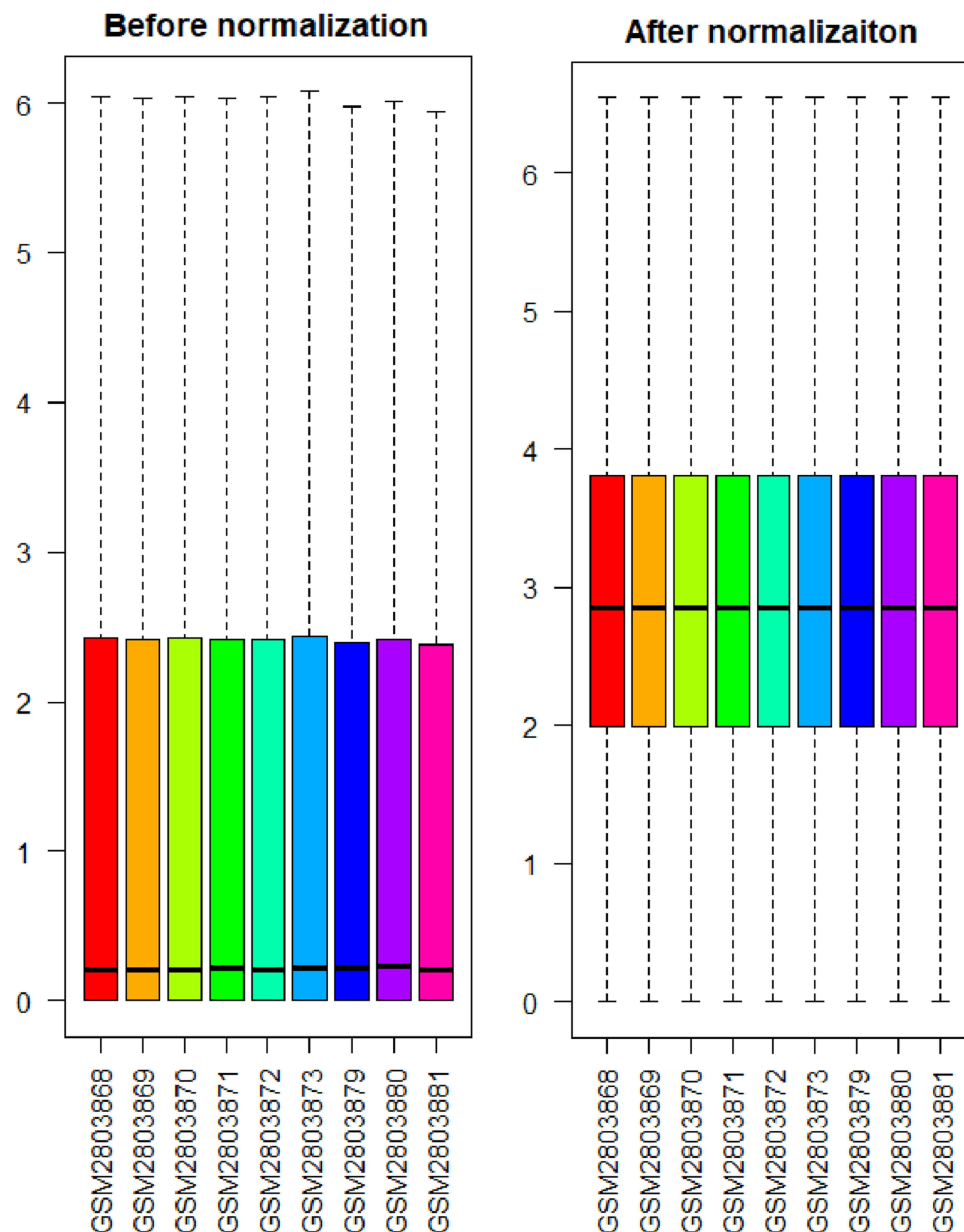 Before normalization
6
5
4
3
2
1
0
GSM2803868
GSM2803869
GSM2803870
GSM2803871
GSM2803872
GSM2803873
GSM2803879
GSM2803880
GSM2803881
After normalizaiton
6
5
4
3
2
1
0
GSM2803868
GSM2803869
GSM2803870
GSM2803871
GSM2803872
GSM2803873
GSM2803879
GSM2803880
GSM2803881